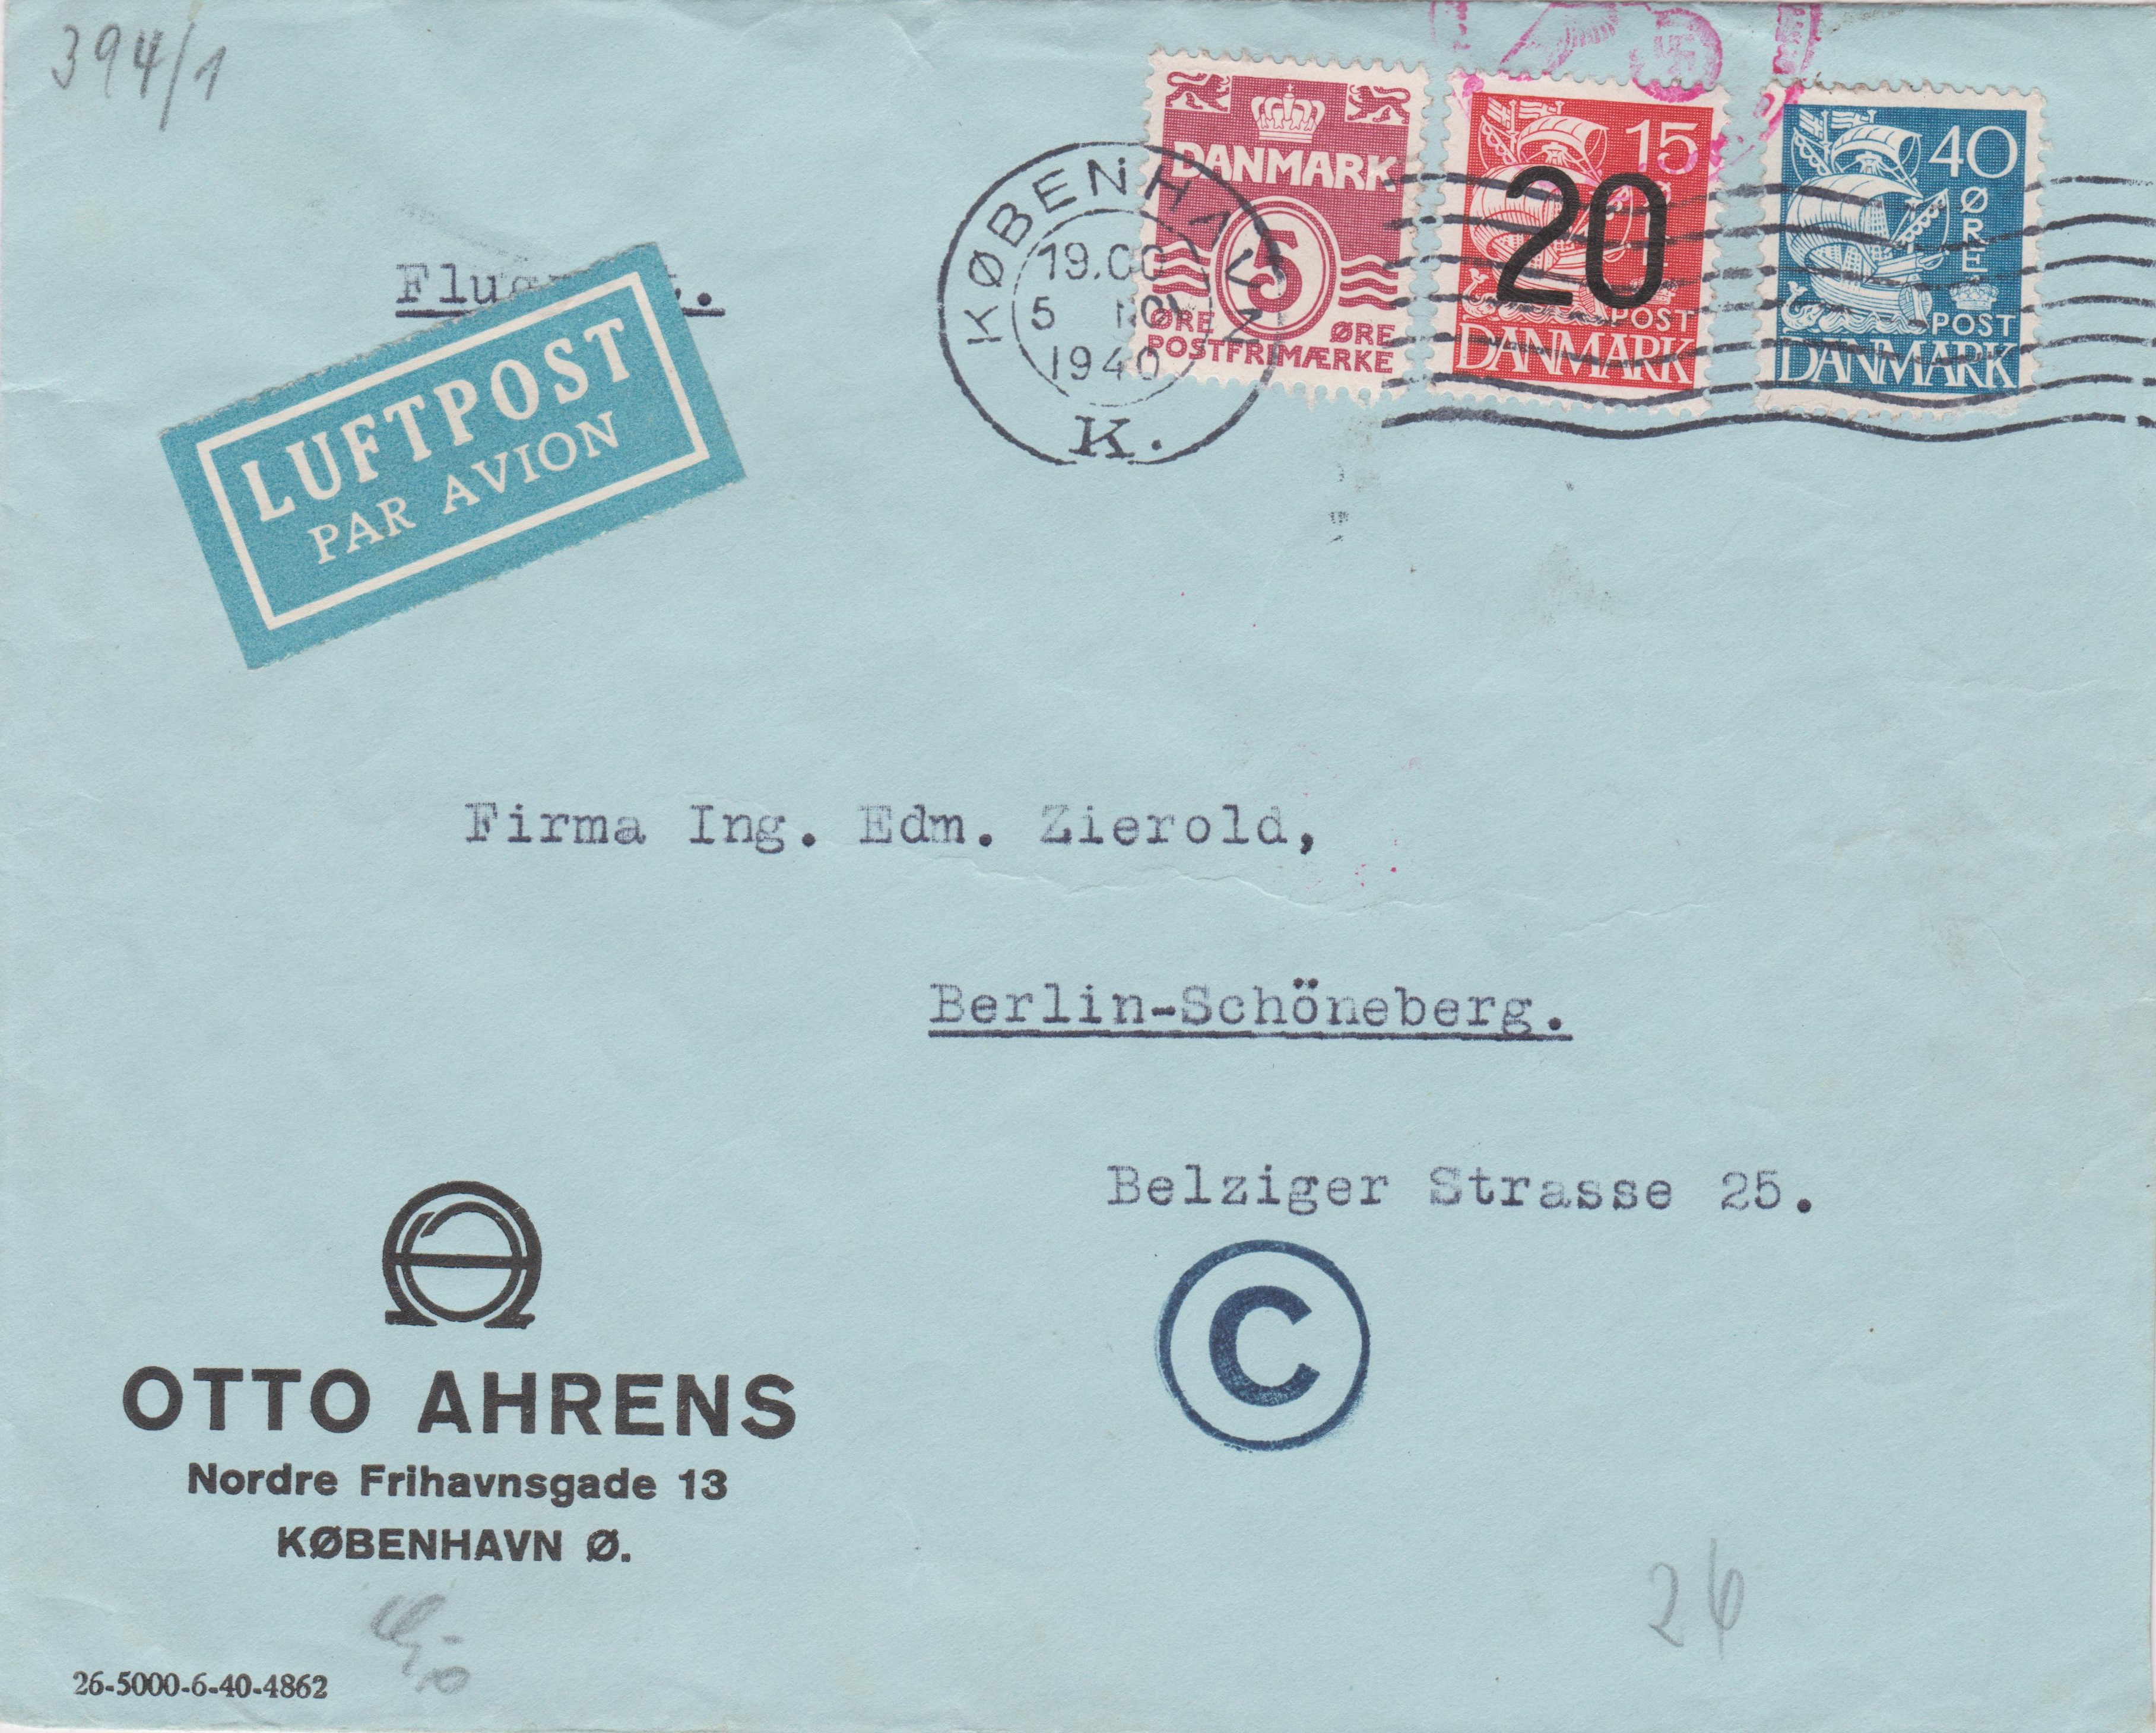 394/1
DANMARK
5
ØRE ØRE
POSTFRIMÆRKE
15
20
POST
DANMARK
40
ØRE
POST
DANMARK
KØBENHAVN
19.00
5 NOV
1940
K.
LUFTPOST
PAR AVION
Firma Ing. Edm. Zierold,
Berlin-Schöneberg.
Belziger Strasse 25.
C
OTTO AHRENS
Nordre Frihavnsgade 13
KØBENHAVN Ø.
26-5000-6-40-4862